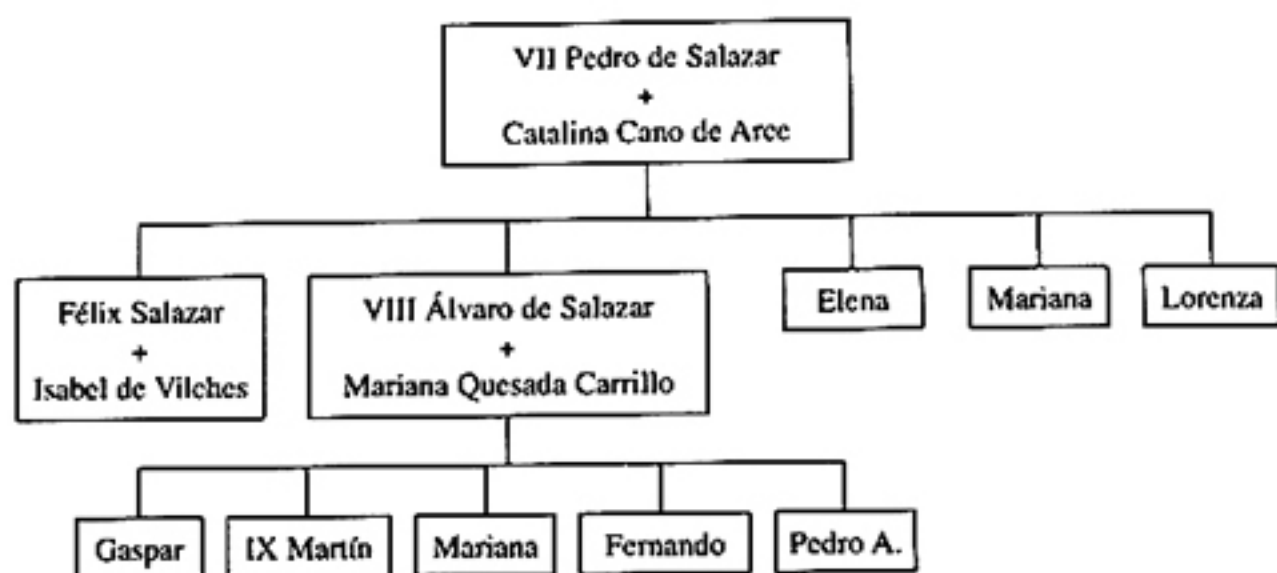 VII Pedro de Salazar
+
Catalina Cano de Arce
Félix Salazar
+
Isabel de Vilches
VIII Álvaro de Salazar
+
Mariana Quesada Carrillo
Elena
Mariana
Lorenza
Gaspar
IX Martín
Mariana
Fernando
Pedro A.